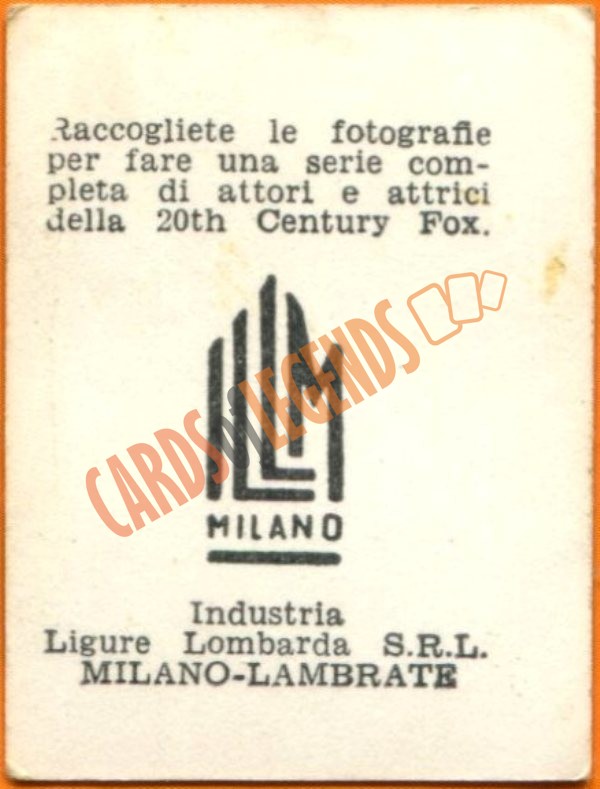 Raccogliete le fotografie
per fare una serie com-
pleta di attori e attrici
della 20th Century Fox.
ILLM
CARDS of LEGENDS
MILANO
Industria
Ligure Lombarda S.R.L.
MILANO-LAMBRATE